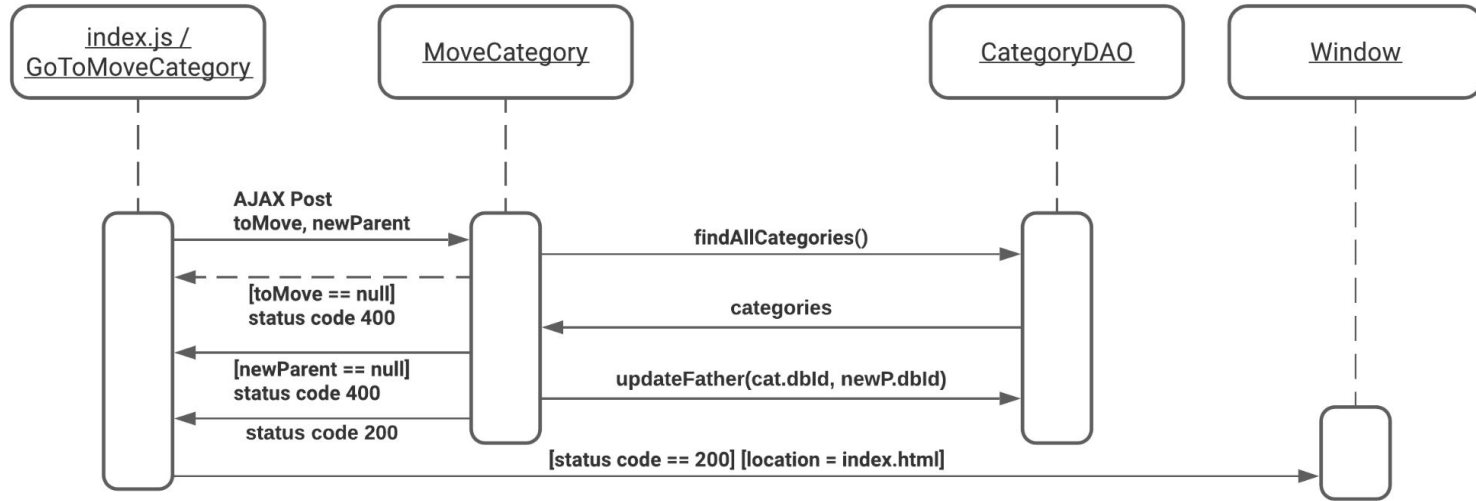 index.js /
GoToMoveCategory
MoveCategory
CategoryDAO
Window
AJAX Post
toMove, newParent
findAllCategories()
[toMove == null]
status code 400
categories
[newParent == null]
status code 400
updateFather(cat.dbId, newP.dbId)
status code 200
[status code == 200] [location = index.html]